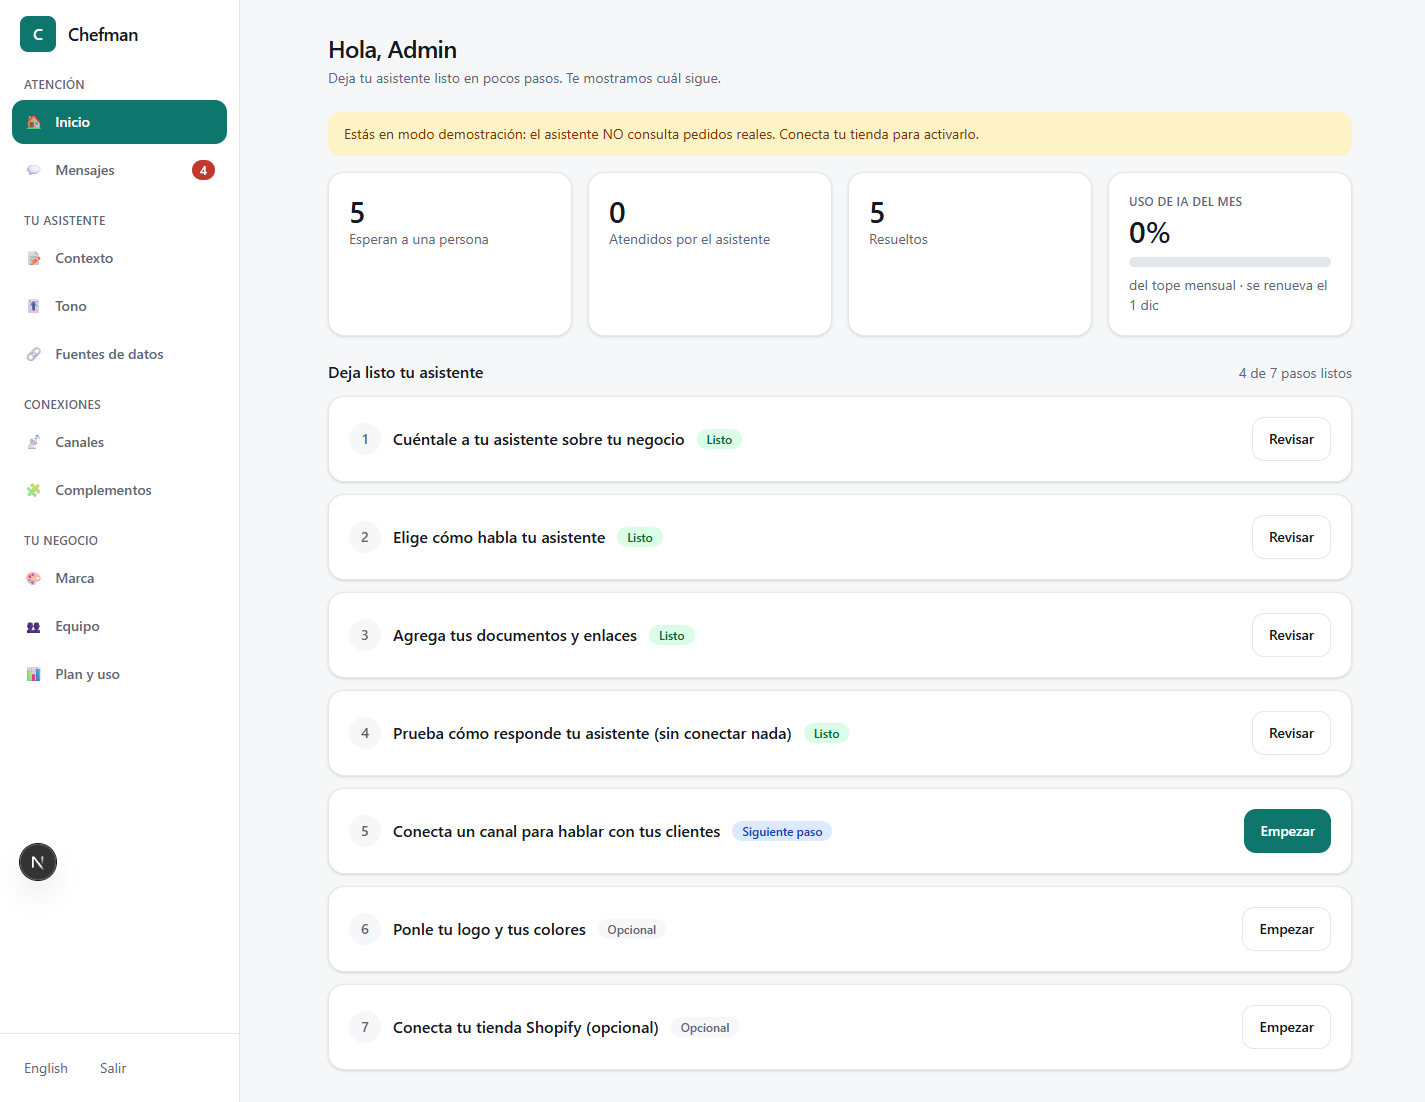 C
Chefman
ATENCIÓN
Inicio
Mensajes
4
TU ASISTENTE
Contexto
Tono
Fuentes de datos
CONEXIONES
Canales
Complementos
TU NEGOCIO
Marca
Equipo
Plan y uso
N
English
Salir
Hola, Admin
Deja tu asistente listo en pocos pasos. Te mostramos cuál sigue.
Estás en modo demostración: el asistente NO consulta pedidos reales. Conecta tu tienda para activarlo.
5
Esperan a una persona
0
Atendidos por el asistente
5
Resueltos
USO DE IA DEL MES
0%
del tope mensual · se renueva el
1 dic
Deja listo tu asistente
4 de 7 pasos listos
1 Cuéntale a tu asistente sobre tu negocio Listo Revisar
2 Elige cómo habla tu asistente Listo Revisar
3 Agrega tus documentos y enlaces Listo Revisar
4 Prueba cómo responde tu asistente (sin conectar nada) Listo Revisar
5 Conecta un canal para hablar con tus clientes Siguiente paso Empezar
6 Ponle tu logo y tus colores Opcional Empezar
7 Conecta tu tienda Shopify (opcional) Opcional Empezar